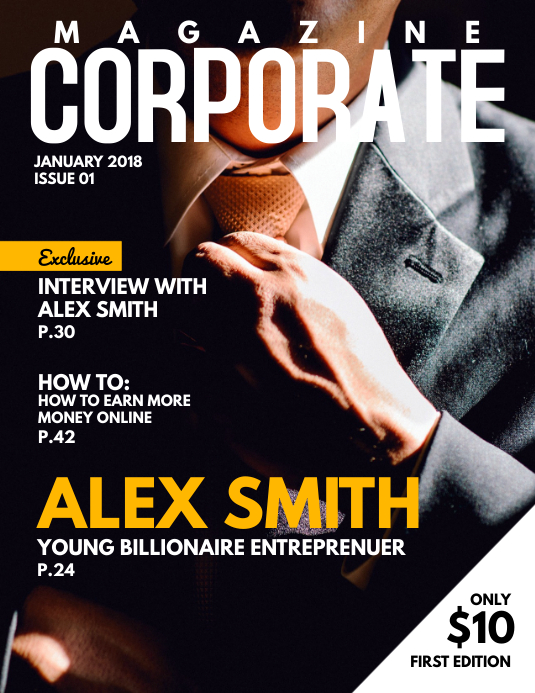 MAGAZINE
CORPORATE
JANUARY 2018
ISSUE 01
Exclusive
INTERVIEW WITH
ALEX SMITH
P.30
HOW TO:
HOW TO EARN MORE
MONEY ONLINE
P.42
ALEX SMITH
YOUNG BILLIONAIRE ENTREPRENUER
P.24
ONLY
$10
FIRST EDITION